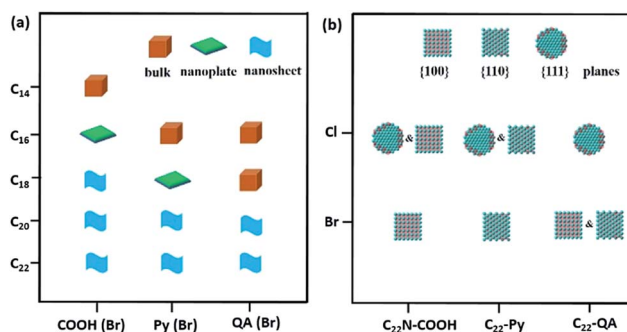 (a)
bulk nanoplate nanosheet
C₁₄
C₁₆
C₁₈
C₂₀
C₂₂
COOH (Br) Py (Br) QA (Br)
(b)
{100} {110} {111} planes
Cl & &
Br &
C₂₂N-COOH C₂₂-Py C₂₂-QA